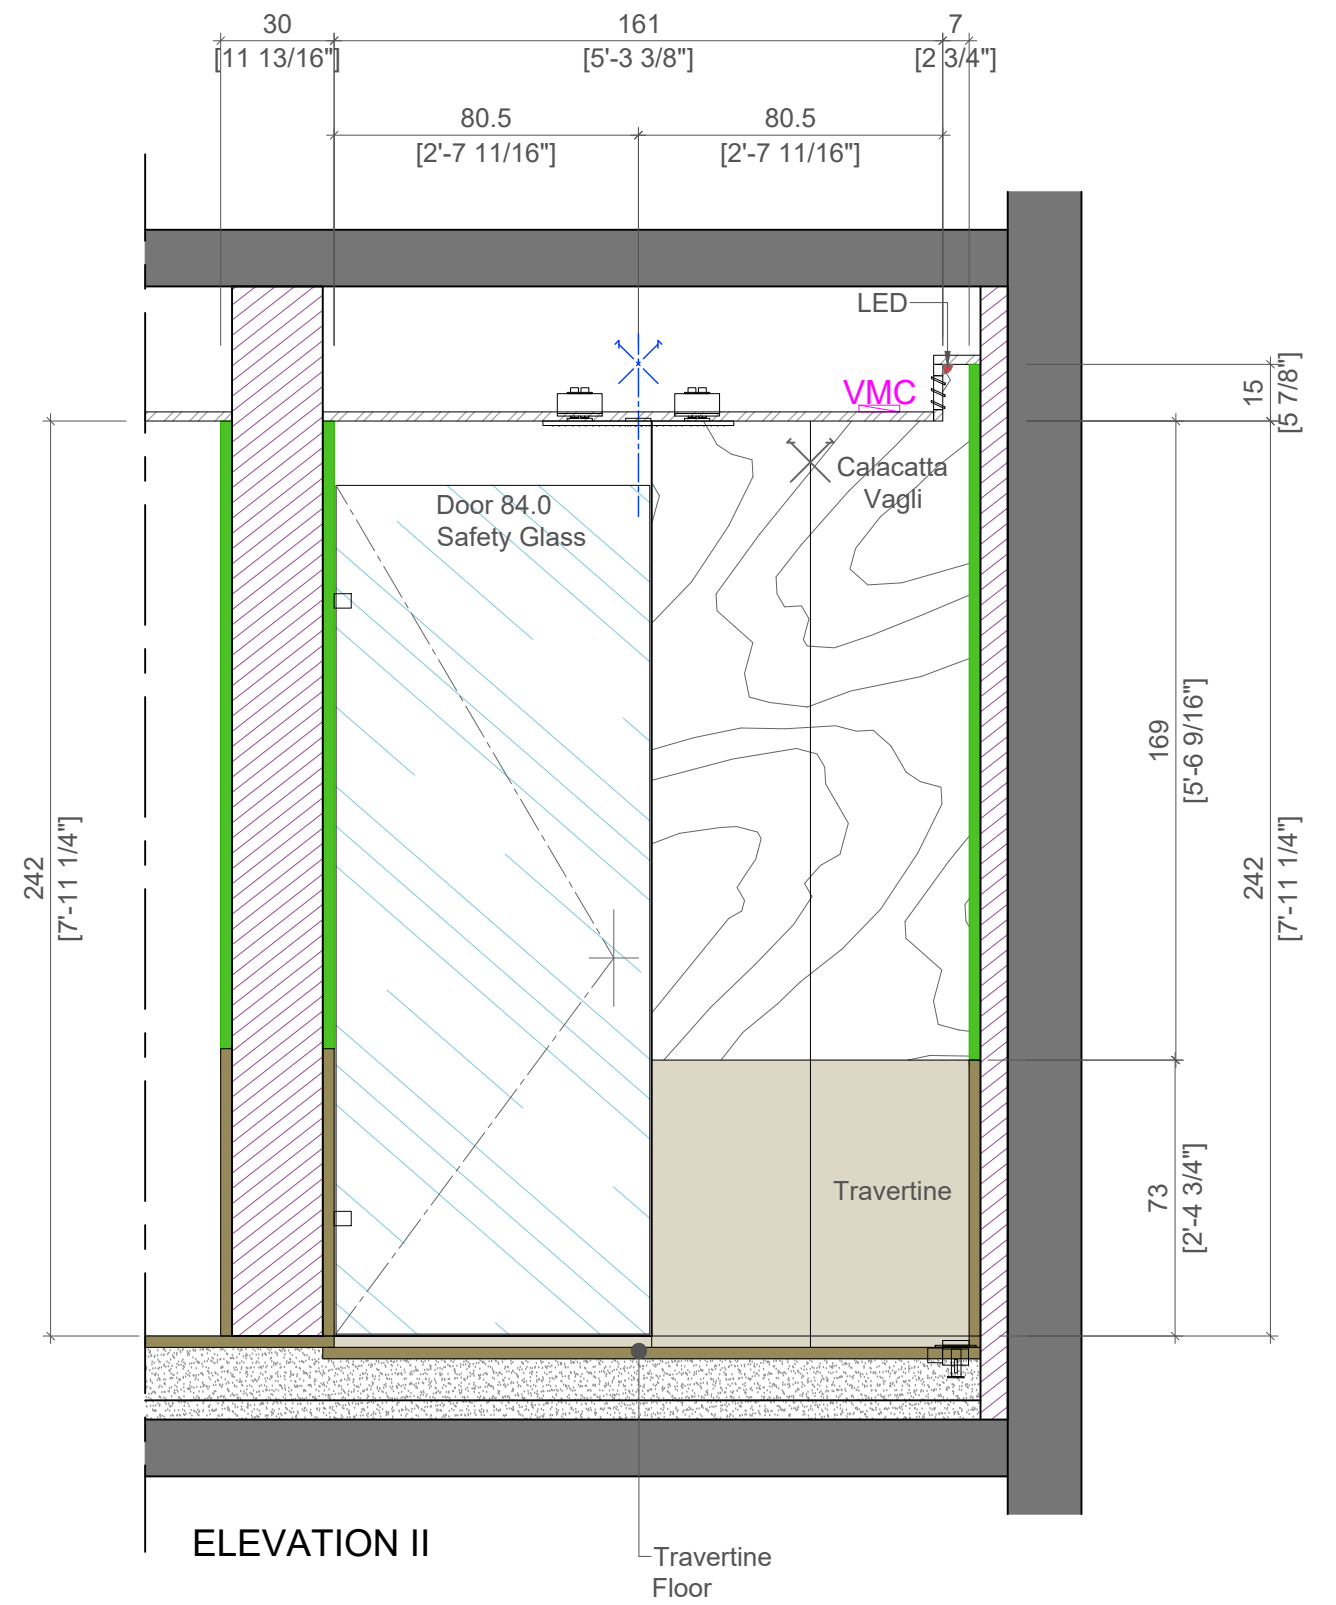 30
[11 13/16"]
161
[5'-3 3/8"]
7
[2 3/4"]
80.5
[2'-7 11/16"]
80.5
[2'-7 11/16"]
LED
VMC
15
[5 7/8"]
Calacatta
Vagli
Door 84.0
Safety Glass
169
[5'-6 9/16"]
242
[7'-11 1/4"]
242
[7'-11 1/4"]
Travertine
73
[2'-4 3/4"]
ELEVATION II
Travertine
Floor